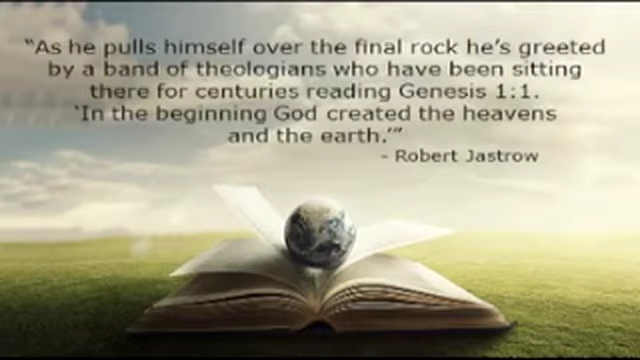 “As he pulls himself over the final rock he’s greeted
by a band of theologians who have been sitting
there for centuries reading Genesis 1:1.
‘In the beginning God created the heavens
and the earth.’”
- Robert Jastrow